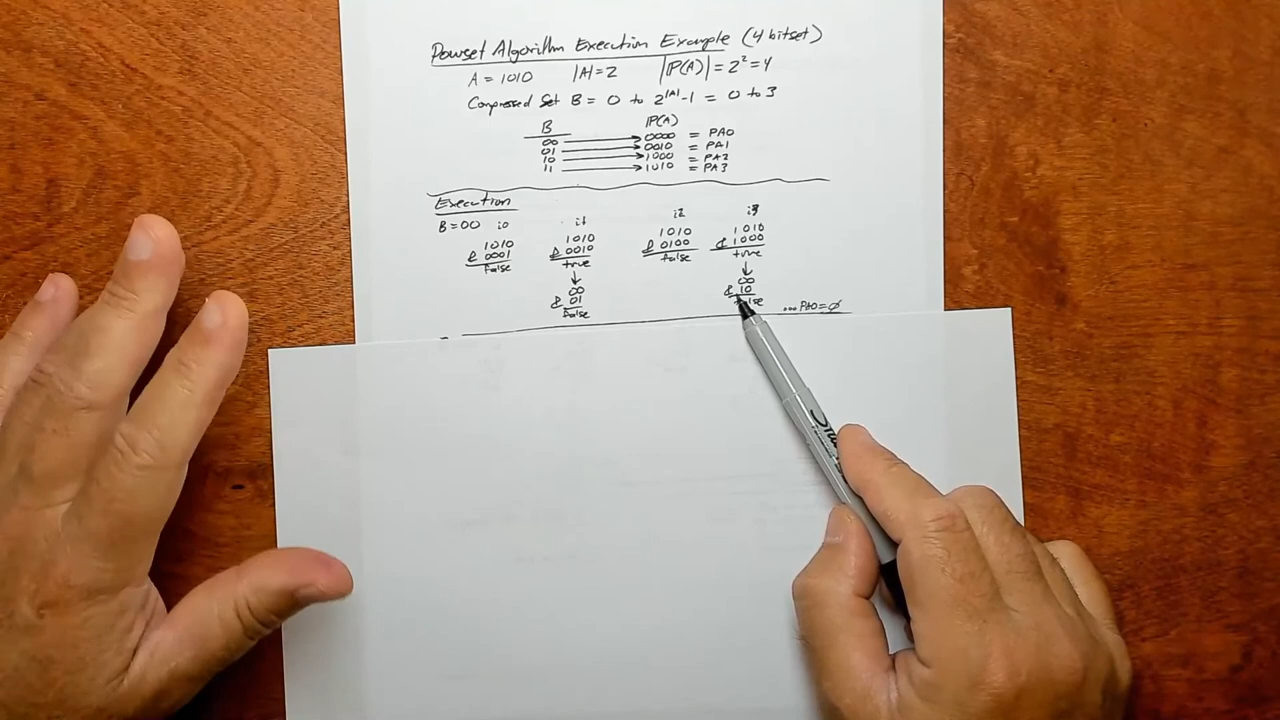 Powset Algorithm Execution Example (4 bitset)
A = 1010 |A| = 2 |P(A)| = 2² = 4
Compressed Set B = 0 to 2^|A| - 1 = 0 to 3
B P(A)
00 → 0000 = PA0
01 → 0010 = PA1
10 → 1000 = PA2
11 → 1010 = PA3
Execution
B=00 i0 i1 i2 i3
1010 1010 1010 1010
& 0001 & 0010 & 0100 & 1000
false true false true
↓ ↓
00 00
& 01 & 10
false false ...PA0 = ∅